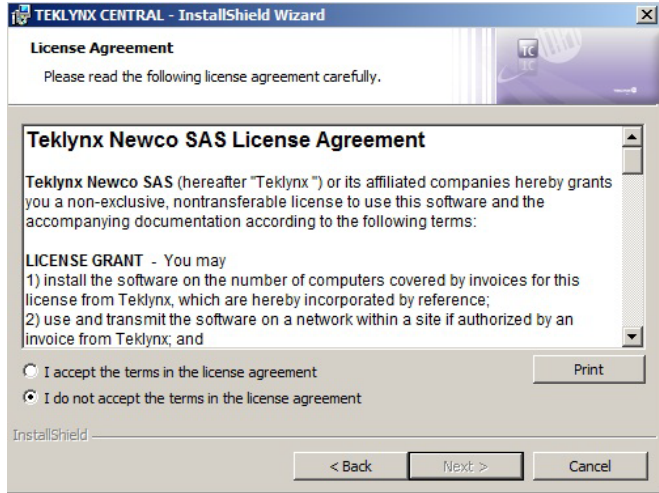 TEKLYNX CENTRAL - InstallShield Wizard
License Agreement
Please read the following license agreement carefully.
TC
Teklynx Newco SAS License Agreement
Teklynx Newco SAS (hereafter "Teklynx ") or its affiliated companies hereby grants
you a non-exclusive, nontransferable license to use this software and the
accompanying documentation according to the following terms:
LICENSE GRANT - You may
1) install the software on the number of computers covered by invoices for this
license from Teklynx, which are hereby incorporated by reference;
2) use and transmit the software on a network within a site if authorized by an
invoice from Teklynx; and
I accept the terms in the license agreement
Print
I do not accept the terms in the license agreement
InstallShield
< Back
Next >
Cancel